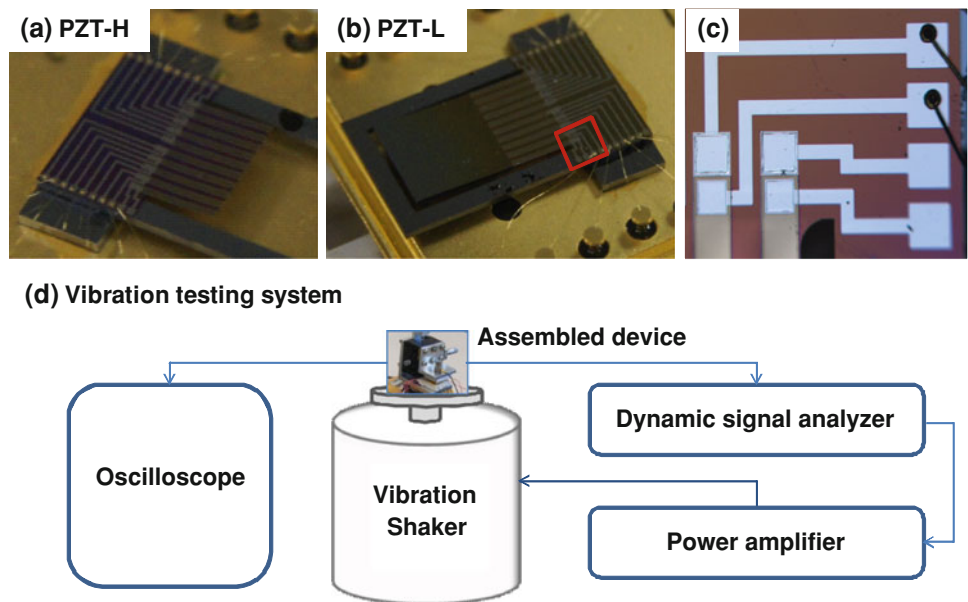 (a) PZT-H
(b) PZT-L
(c)
(d) Vibration testing system
Assembled device
Oscilloscope
Vibration
Shaker
Dynamic signal analyzer
Power amplifier